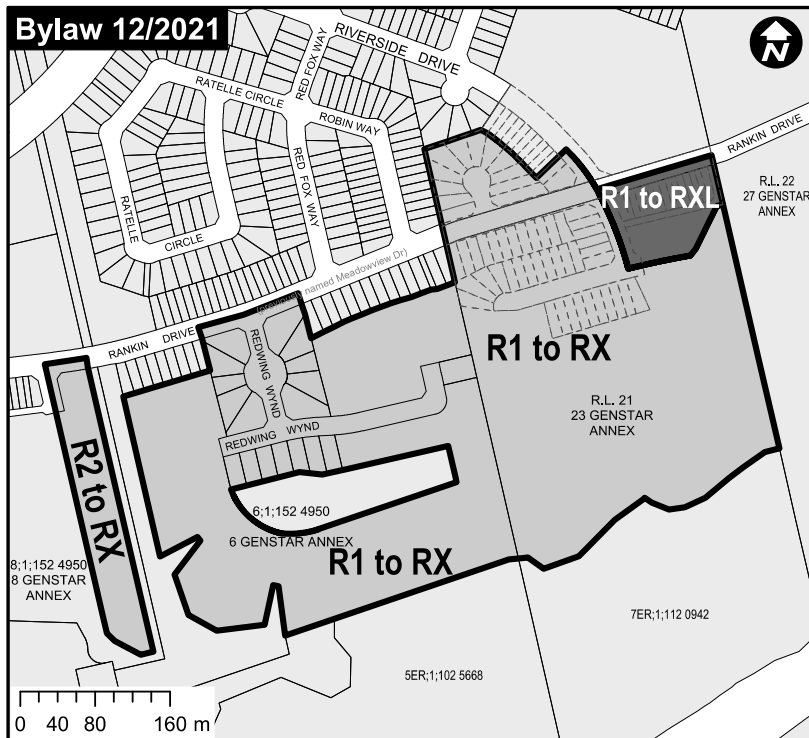 Bylaw 12/2021
N
RIVERSIDE DRIVE
RED FOX WAY
RATELLE CIRCLE
ROBIN WAY
RED FOX WAY
RATELLE
CIRCLE
RANKIN DRIVE
R.L. 22
27 GENSTAR
ANNEX
R1 to RXL
(previously named Meadowview Dr)
RANKIN DRIVE
REDWING WYND
R1 to RX
R.L. 21
23 GENSTAR
ANNEX
REDWING WYND
R2 to RX
6;1;152 4950
6 GENSTAR ANNEX
R1 to RX
8;1;152 4950
8 GENSTAR
ANNEX
7ER;1;112 0942
5ER;1;102 5668
0 40 80 160 m